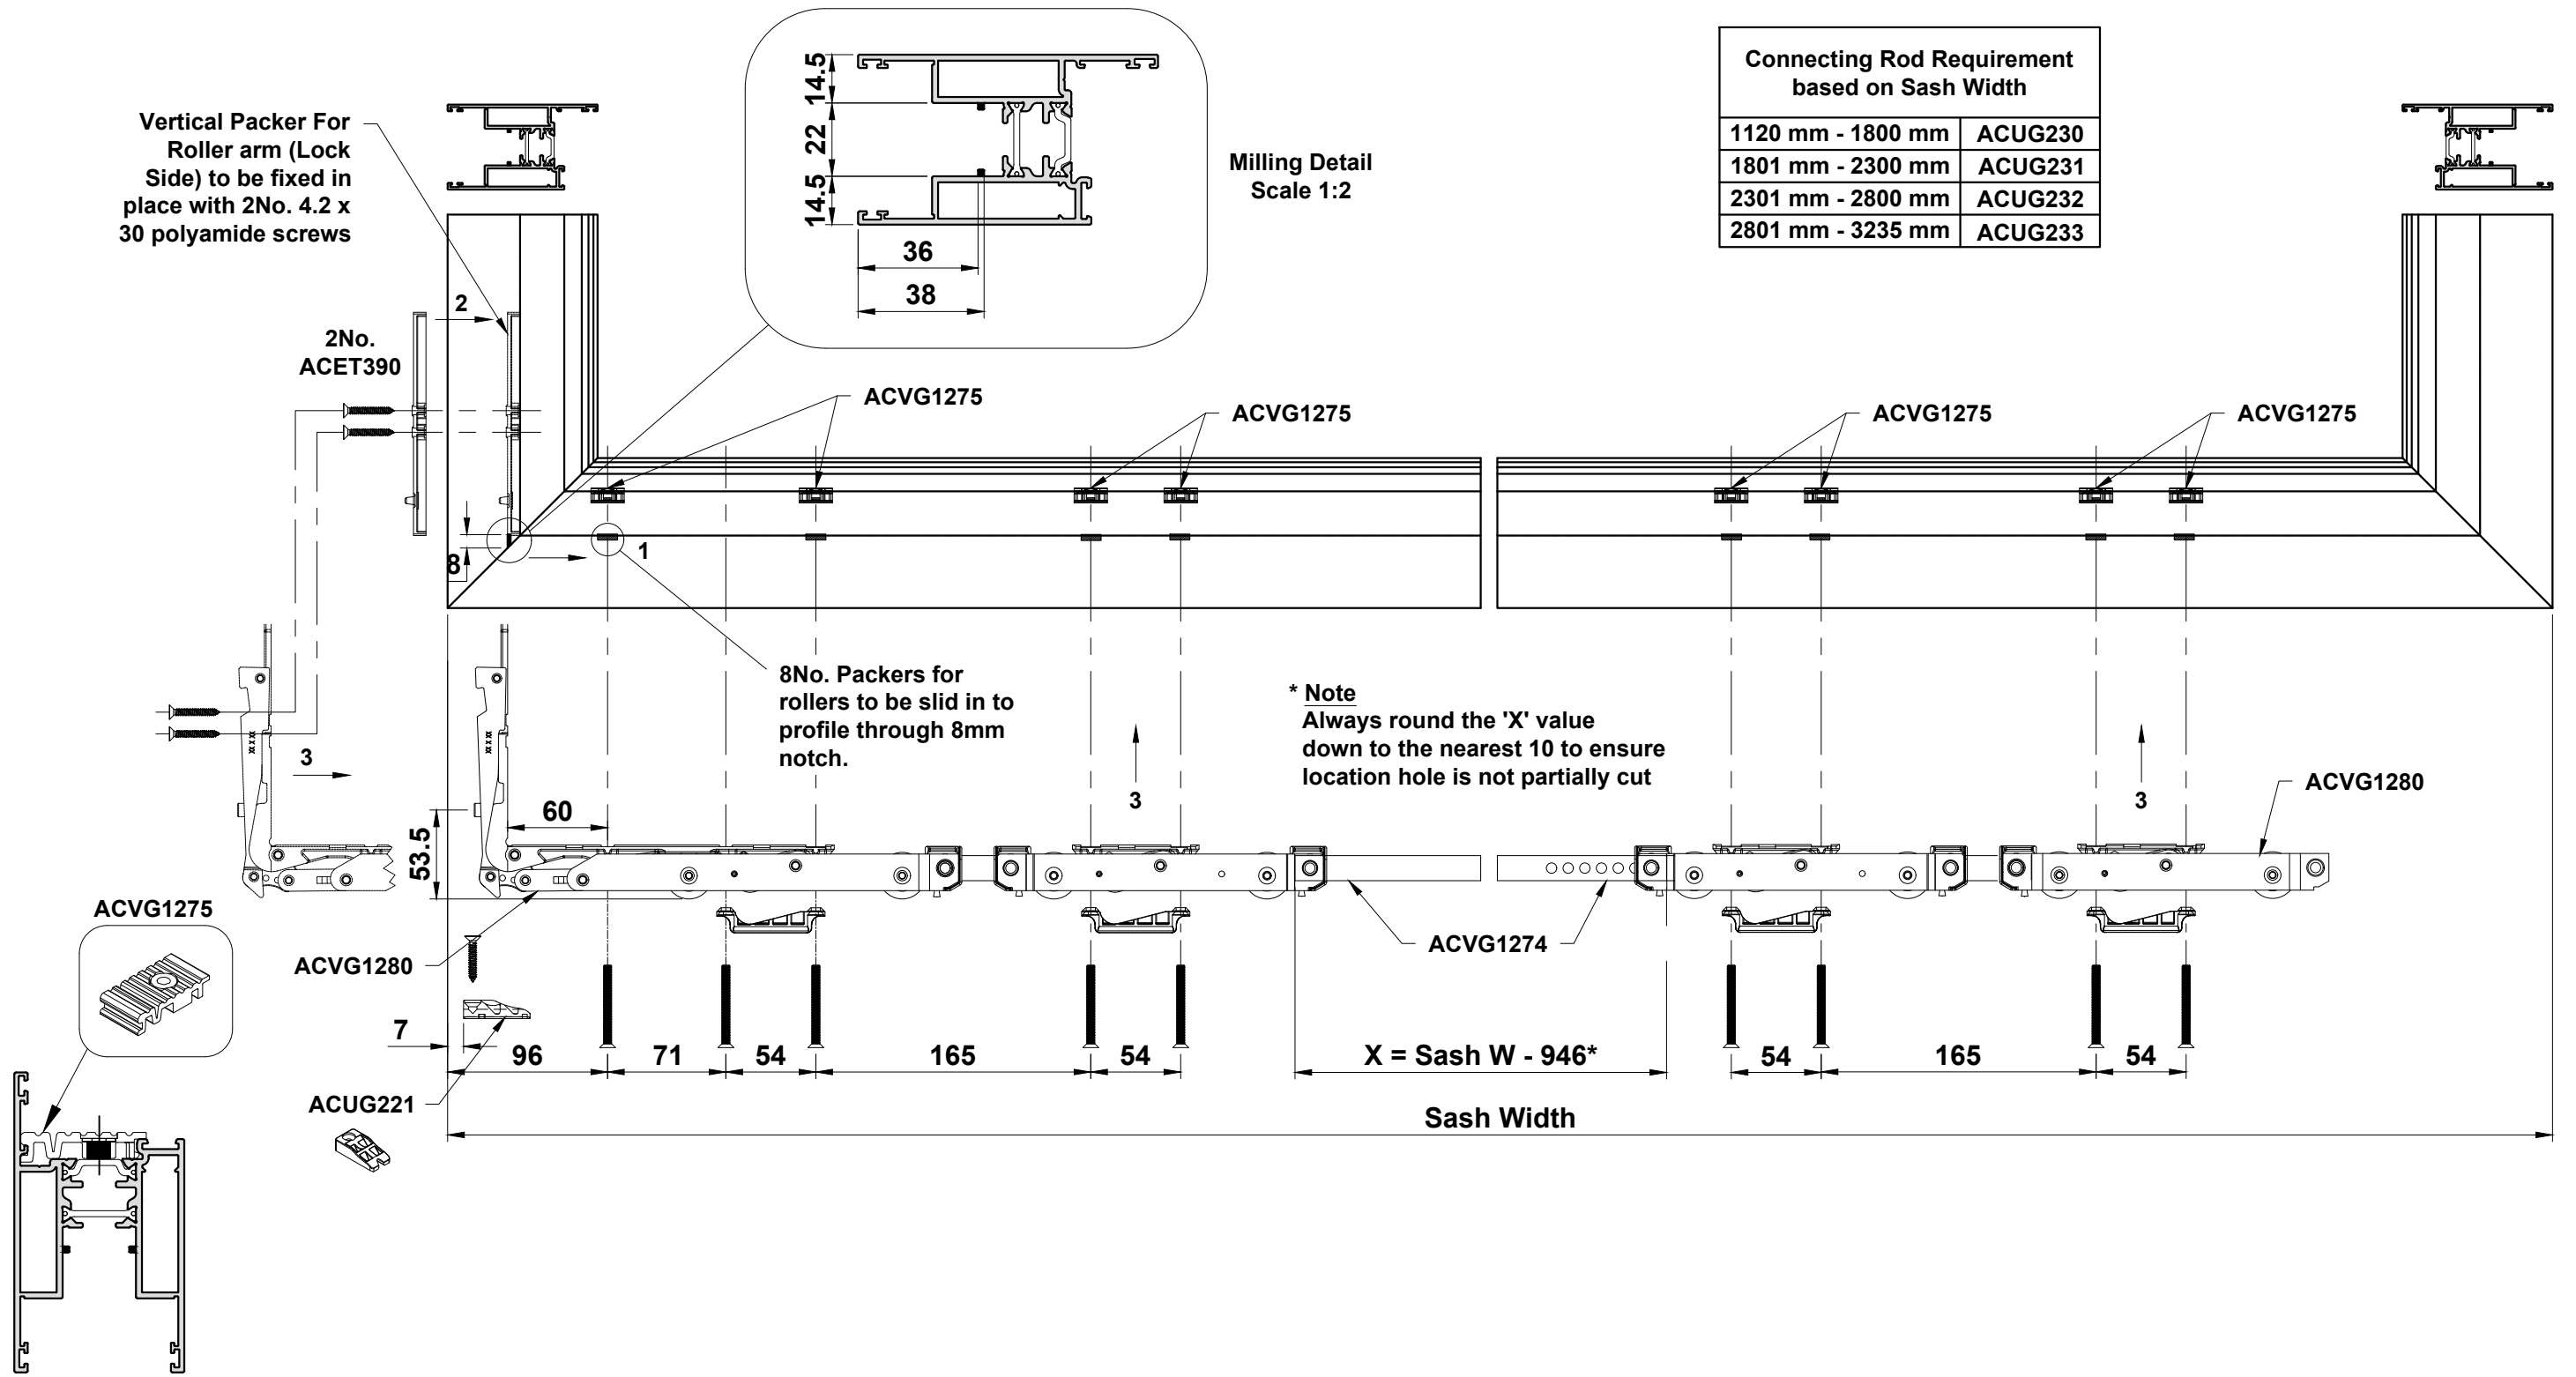 Connecting Rod Requirement
based on Sash Width
1120 mm - 1800 mm ACUG230
1801 mm - 2300 mm ACUG231
2301 mm - 2800 mm ACUG232
2801 mm - 3235 mm ACUG233
14.5
22
14.5
36
38
Milling Detail
Scale 1:2
Vertical Packer For
Roller arm (Lock
Side) to be fixed in
place with 2No. 4.2 x
30 polyamide screws
2
2No.
ACET390
ACVG1275
ACVG1275
ACVG1275
ACVG1275
8
1
8No. Packers for
rollers to be slid in to
profile through 8mm
notch.
* Note
Always round the 'X' value
down to the nearest 10 to ensure
location hole is not partially cut
XX X XX
XX X XX
3
3
3
60
53.5
ACVG1280
ACVG1275
ACVG1280
ACVG1274
7
96
71
54
165
54
X = Sash W - 946*
54
165
54
ACUG221
Sash Width